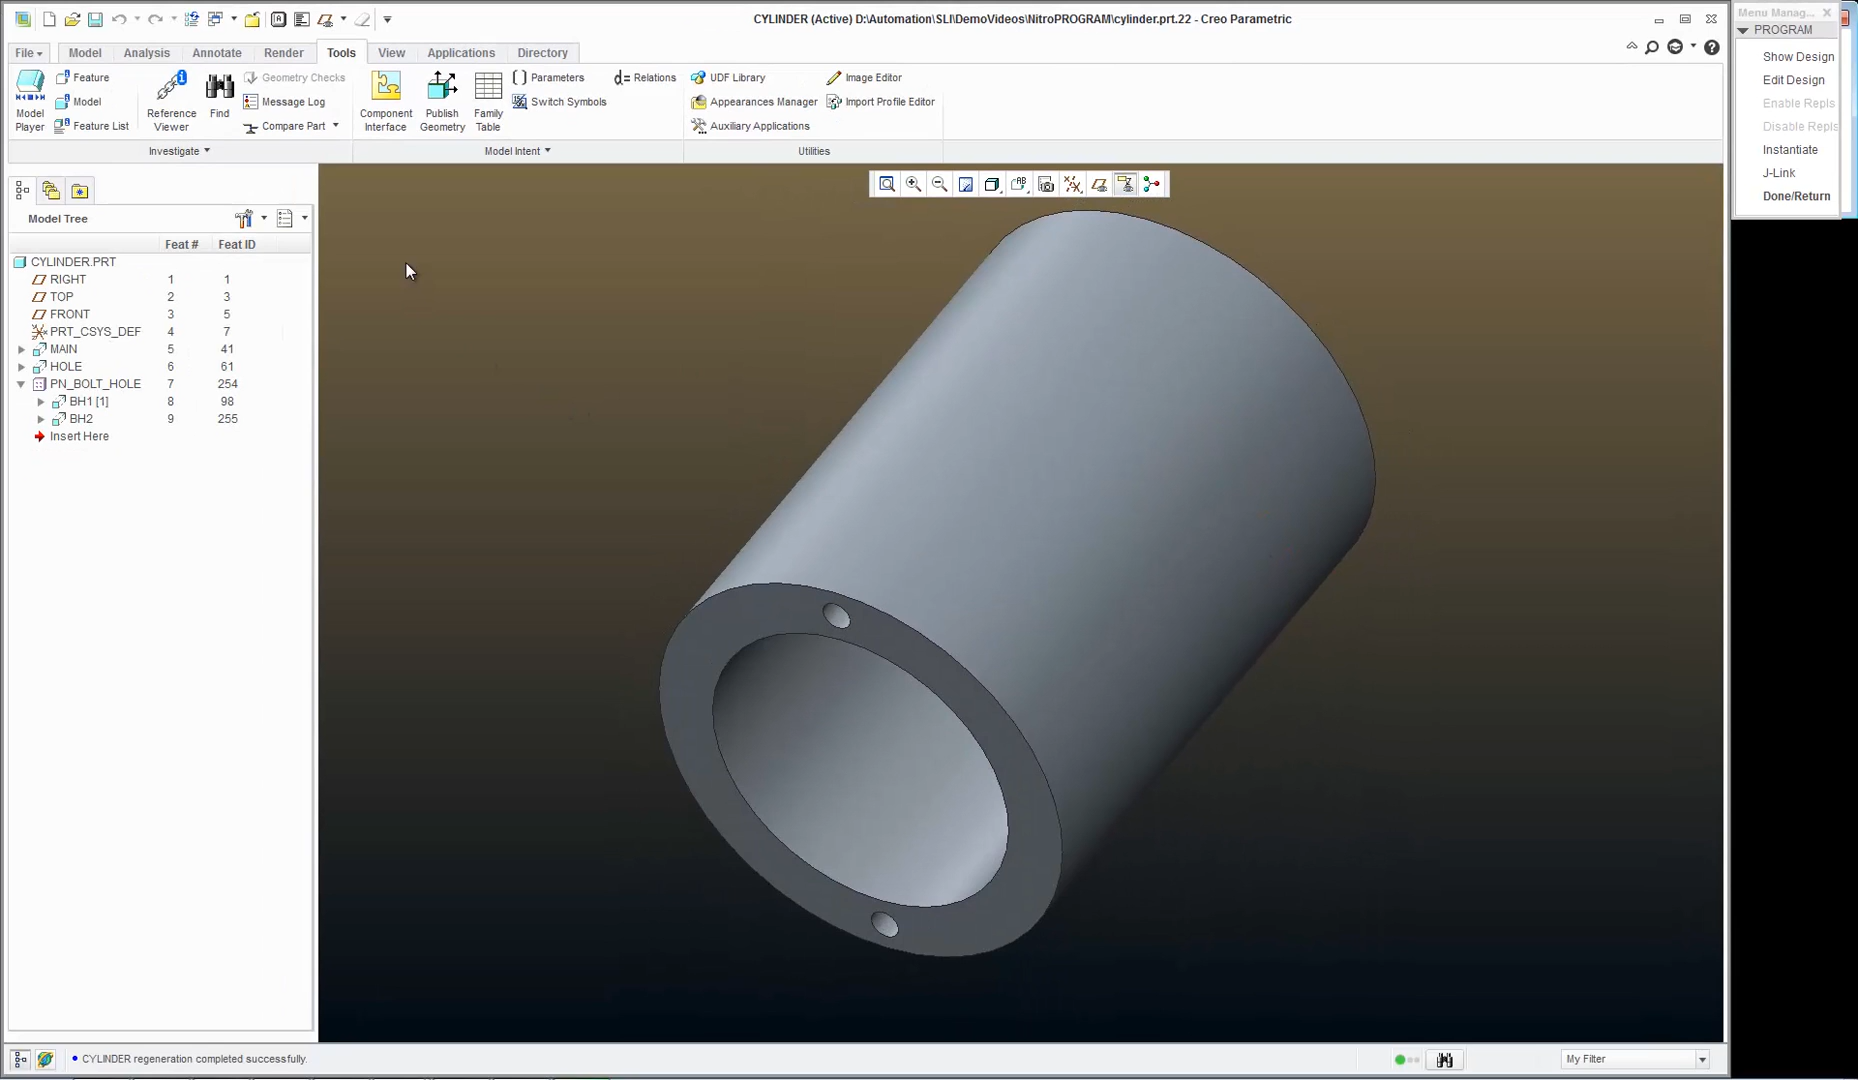 CYLINDER (Active) D:\Automation\SLI\DemoVideos\NitroPROGRAM\cylinder.prt.22 - Creo Parametric
Menu Manag...
PROGRAM
Show Design
Edit Design
Enable Repls
Disable Repls
Instantiate
J-Link
Done/Return
File
Model
Analysis
Annotate
Render
Tools
View
Applications
Directory
Model Player
Feature
Model
Feature List
Reference Viewer
Find
Geometry Checks
Message Log
Compare Part
Investigate
Component Interface
Publish Geometry
Family Table
Parameters
Switch Symbols
d= Relations
Model Intent
UDF Library
Appearances Manager
Auxiliary Applications
Image Editor
Import Profile Editor
Utilities
Model Tree
Feat # Feat ID
CYLINDER.PRT
RIGHT 1 1
TOP 2 3
FRONT 3 5
PRT_CSYS_DEF 4 7
MAIN 5 41
HOLE 6 61
PN_BOLT_HOLE 7 254
BH1 [1] 8 98
BH2 9 255
Insert Here
CYLINDER regeneration completed successfully.
My Filter